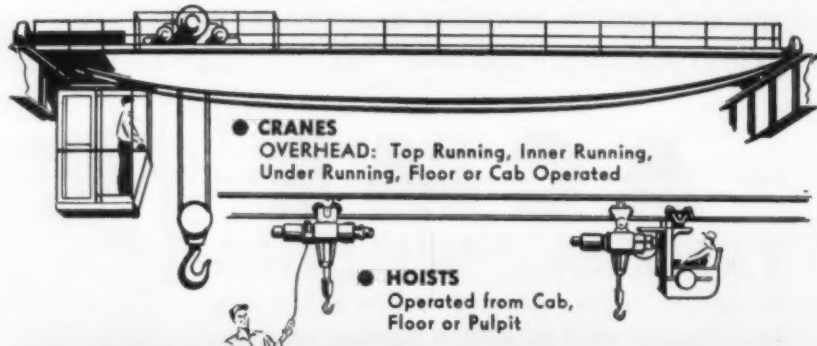 ● CRANES
OVERHEAD: Top Running, Inner Running,
Under Running, Floor or Cab Operated
● HOISTS
Operated from Cab,
Floor or Pulpit